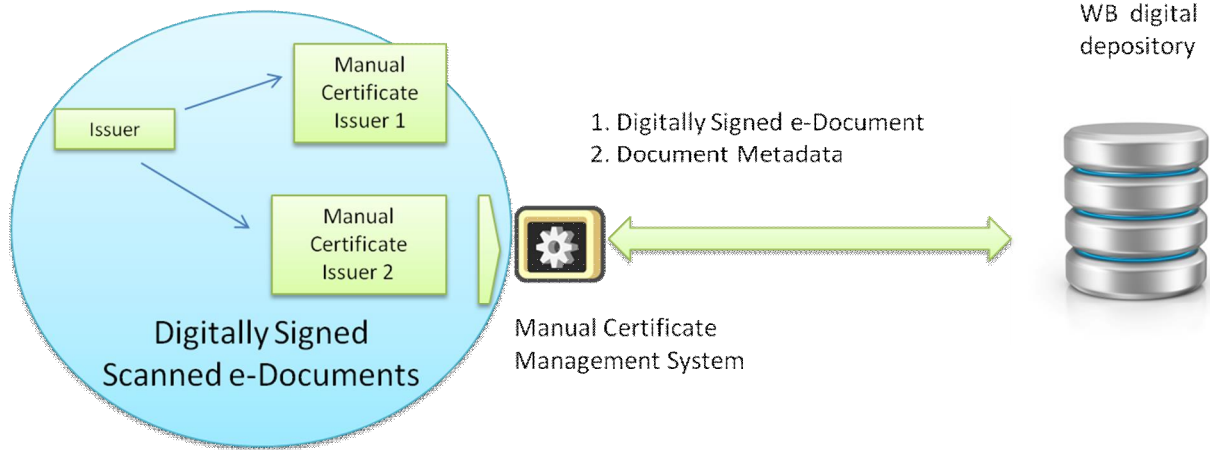 WB digital
depository
Manual
Certificate
Issuer 1
Issuer
1. Digitally Signed e-Document
2. Document Metadata
Manual
Certificate
Issuer 2
Digitally Signed
Scanned e-Documents
Manual Certificate
Management System